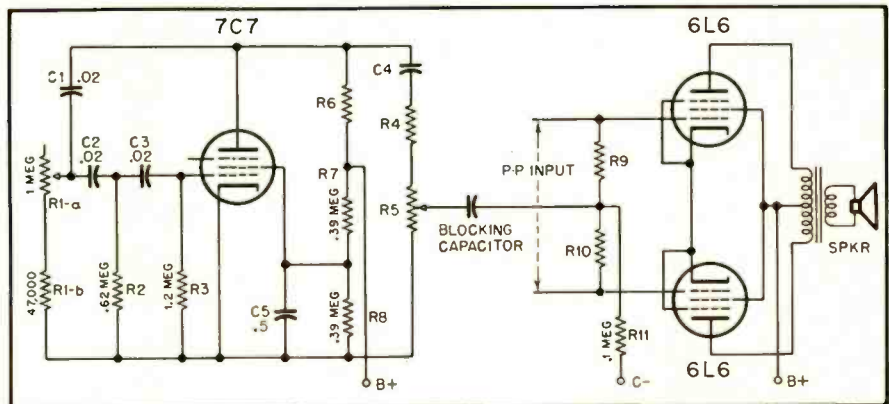 7C7
6L6
C1 .02
C2
.02
C3
.02
1 MEG
R1-a
47,000
R1-b
.62 MEG
R2
1.2 MEG
R3
C5
.5
R6
R7
.39 MEG
.39 MEG
R8
B+
C4
R4
R5
BLOCKING
CAPACITOR
P-P INPUT
R9
R10
.1 MEG
R11
C-
6L6
B+
SPKR